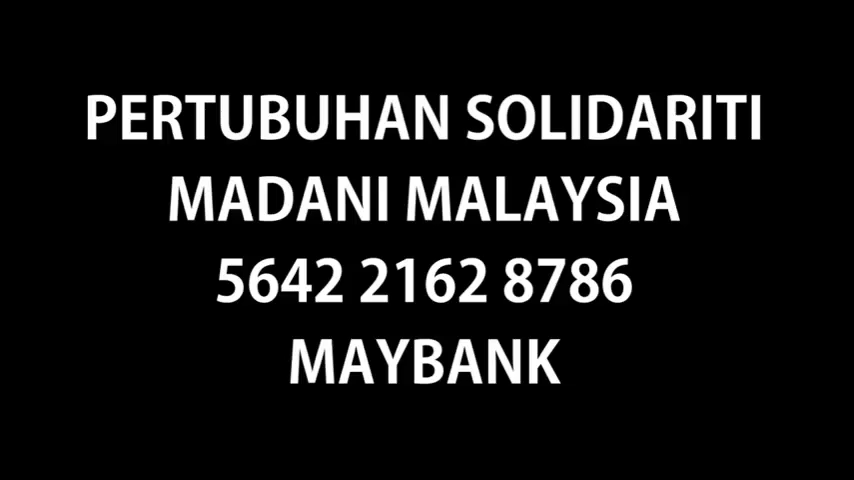 PERTUBUHAN SOLIDARITI
MADANI MALAYSIA
5642 2162 8786
MAYBANK